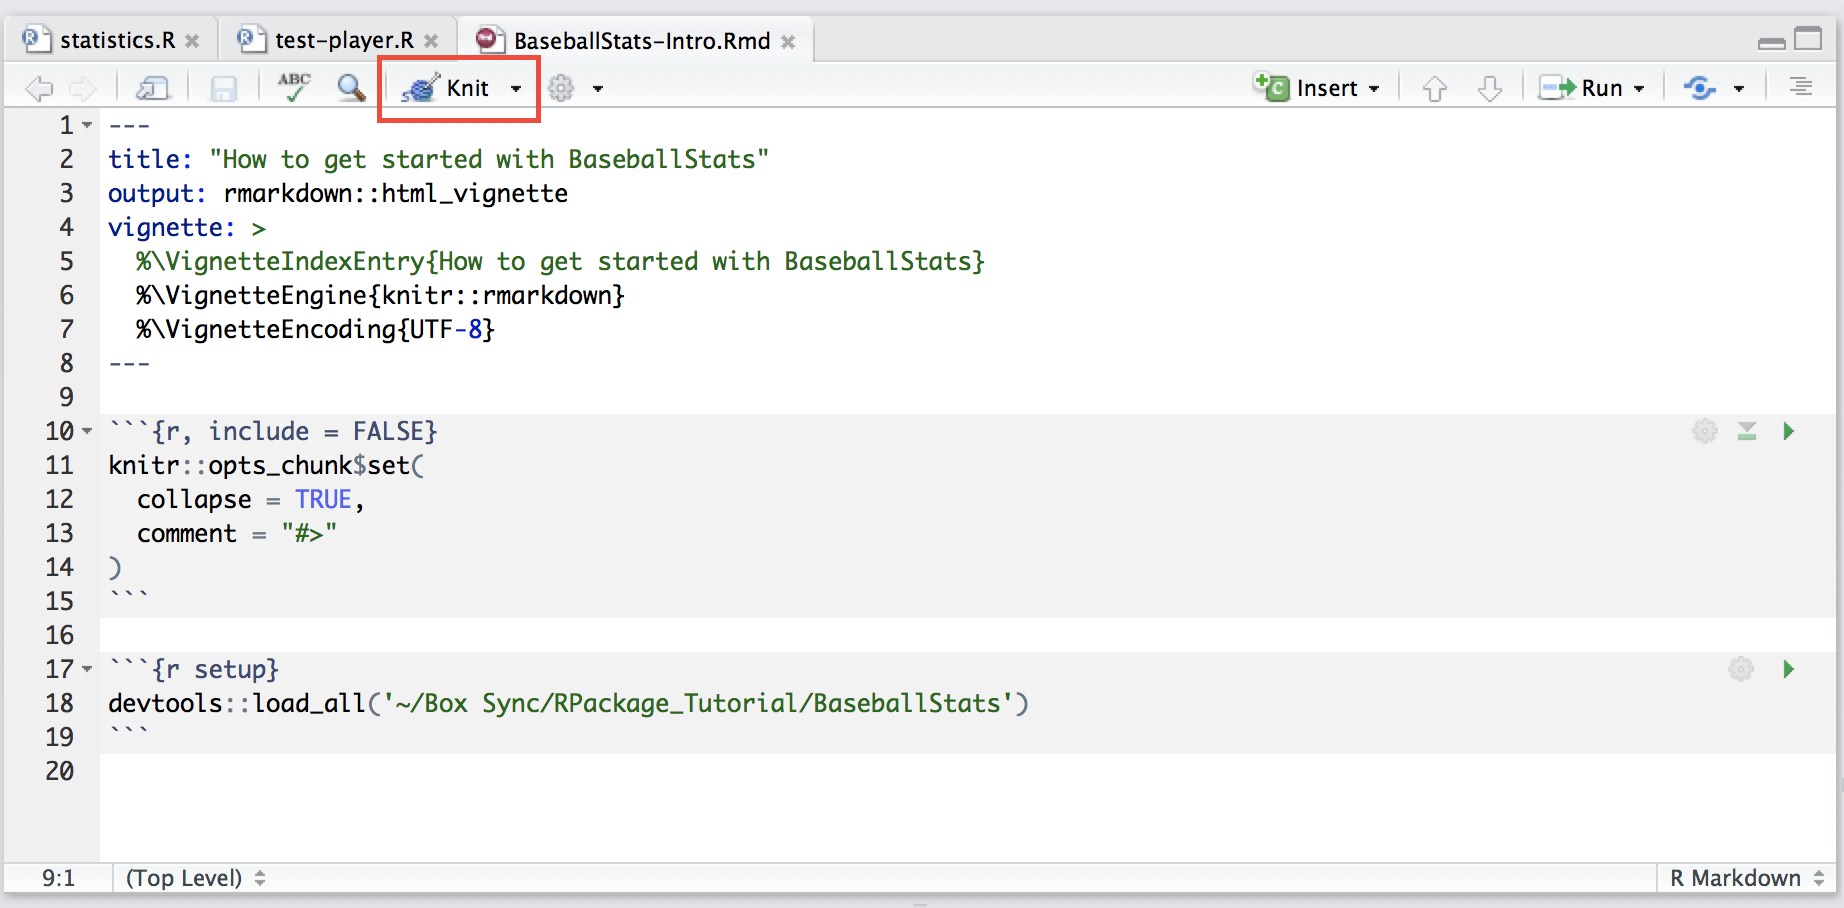 statistics.R test-player.R BaseballStats-Intro.Rmd
ABC Knit Insert Run
1 ---
2 title: "How to get started with BaseballStats"
3 output: rmarkdown::html_vignette
4 vignette: >
5   %\VignetteIndexEntry{How to get started with BaseballStats}
6   %\VignetteEngine{knitr::rmarkdown}
7   %\VignetteEncoding{UTF-8}
8 ---
9
10 ```{r, include = FALSE}
11 knitr::opts_chunk$set(
12   collapse = TRUE,
13   comment = "#>"
14 )
15 ```
16
17 ```{r setup}
18 devtools::load_all('~/Box Sync/RPackage_Tutorial/BaseballStats')
19 ```
20
9:1 (Top Level) R Markdown